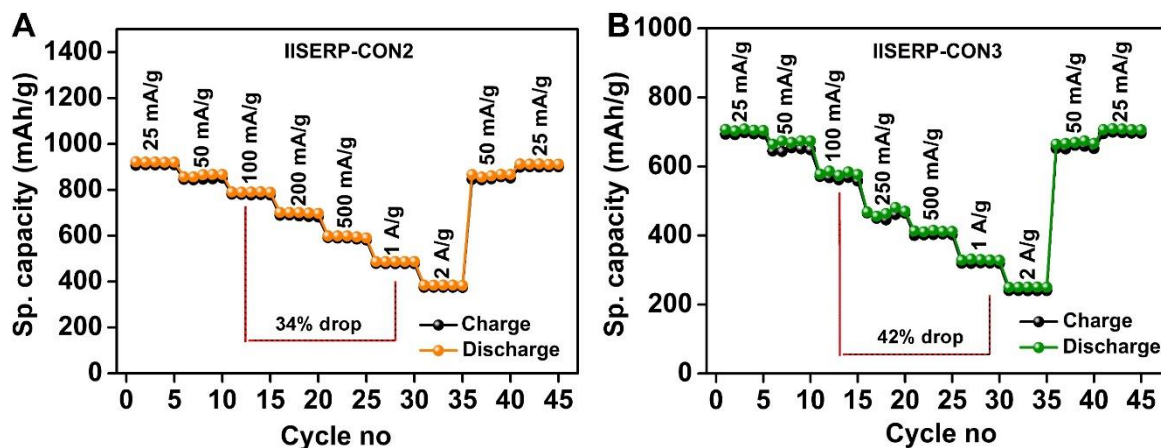 A
IISERP-CON2
Sp. capacity (mAh/g)
1400
1200
1000
800
600
400
200
0
25 mA/g
50 mA/g
100 mA/g
200 mA/g
500 mA/g
1 A/g
2 A/g
50 mA/g
25 mA/g
34% drop
Charge
Discharge
0 5 10 15 20 25 30 35 40 45
Cycle no
B
IISERP-CON3
Sp. capacity (mAh/g)
1000
800
600
400
200
0
25 mA/g
50 mA/g
100 mA/g
250 mA/g
500 mA/g
1 A/g
2 A/g
50 mA/g
25 mA/g
42% drop
Charge
Discharge
0 5 10 15 20 25 30 35 40 45
Cycle no